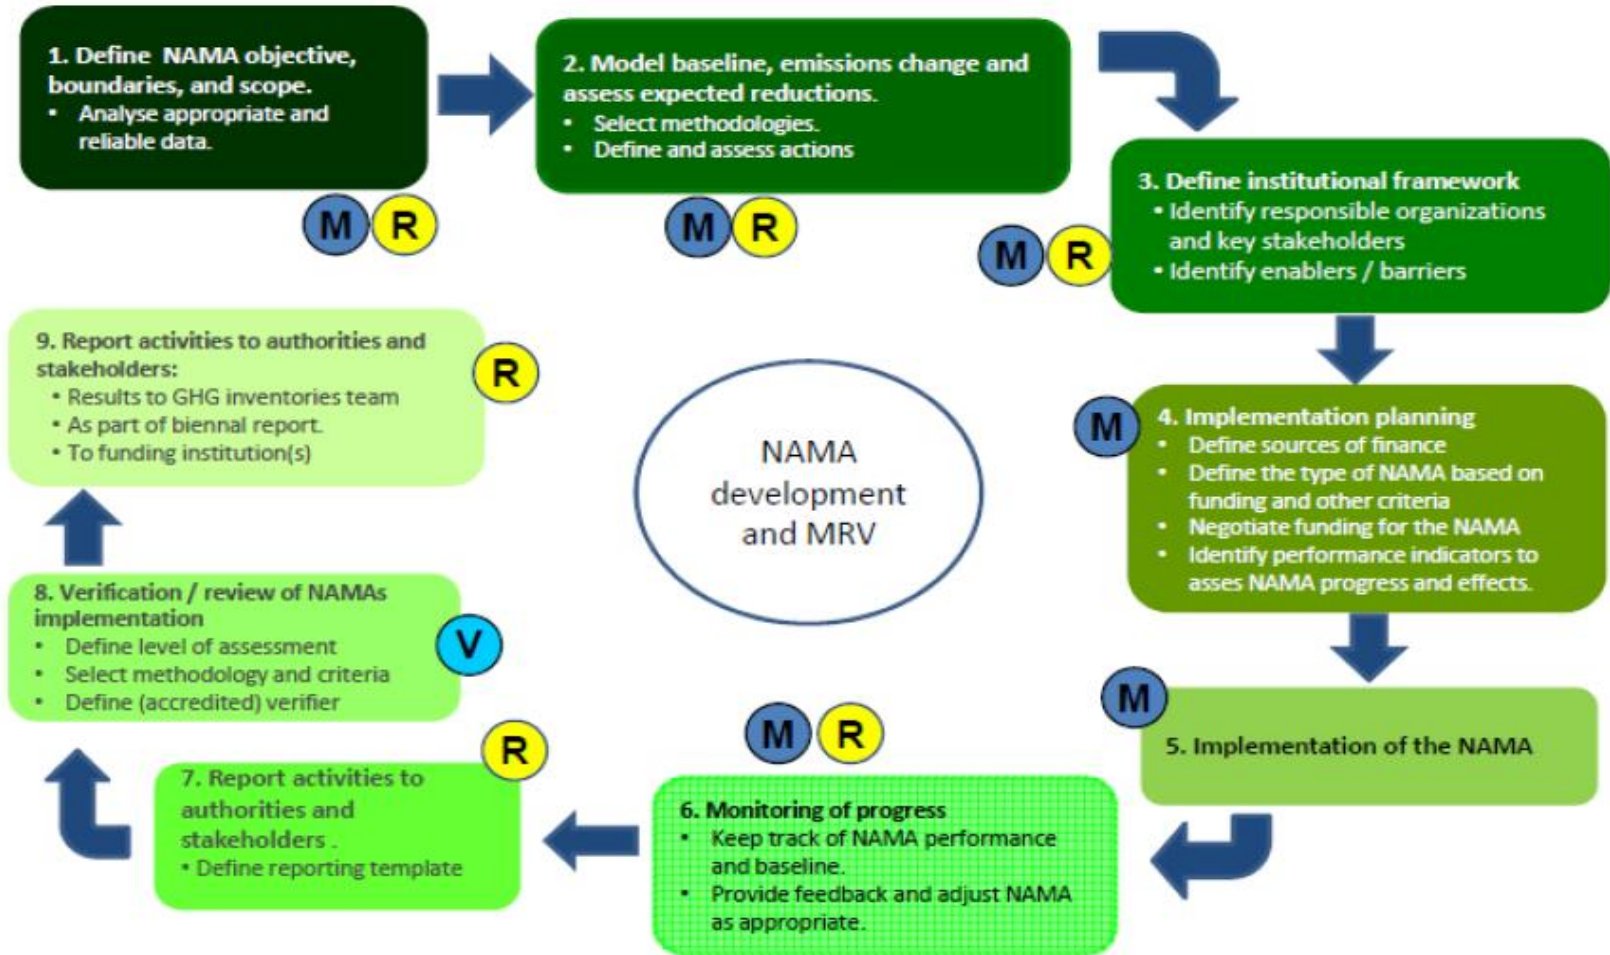 1. Define NAMA objective,
boundaries, and scope.
• Analyse appropriate and
reliable data.
M R
2. Model baseline, emissions change and
assess expected reductions.
• Select methodologies.
• Define and assess actions
M R
3. Define institutional framework
• Identify responsible organizations
and key stakeholders
• Identify enablers / barriers
M R
4. Implementation planning
• Define sources of finance
• Define the type of NAMA based on
funding and other criteria
• Negotiate funding for the NAMA
• Identify performance indicators to
asses NAMA progress and effects.
M
5. Implementation of the NAMA
M
6. Monitoring of progress
• Keep track of NAMA performance
and baseline.
• Provide feedback and adjust NAMA
as appropriate.
M R
7. Report activities to
authorities and
stakeholders .
• Define reporting template
R
8. Verification / review of NAMAs
implementation
• Define level of assessment
• Select methodology and criteria
• Define (accredited) verifier
V
9. Report activities to authorities and
stakeholders:
• Results to GHG inventories team
• As part of biennal report.
• To funding institution(s)
R
NAMA
development
and MRV